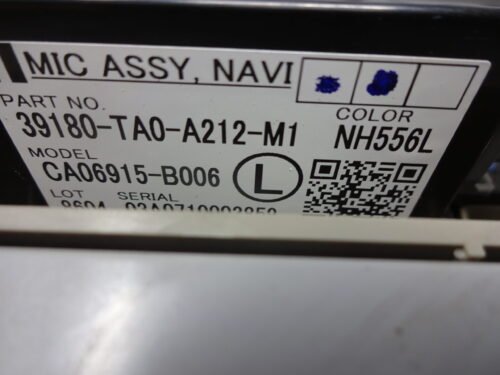 MIC ASSY, NAVI
PART NO.
39180-TA0-A212-M1
COLOR
NH556L
MODEL
CA06915-B006
L
LOT SERIAL